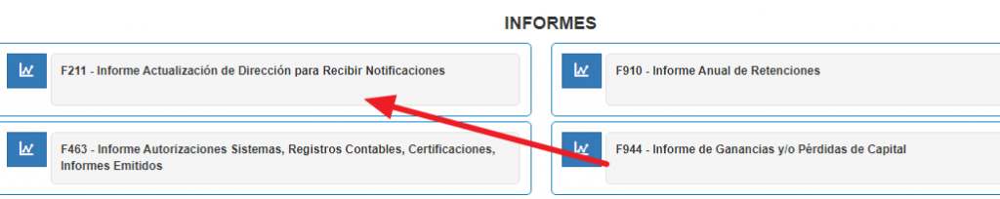 INFORMES
F211 - Informe Actualización de Dirección para Recibir Notificaciones
F910 - Informe Anual de Retenciones
F463 - Informe Autorizaciones Sistemas, Registros Contables, Certificaciones,
Informes Emitidos
F944 - Informe de Ganancias y/o Pérdidas de Capital